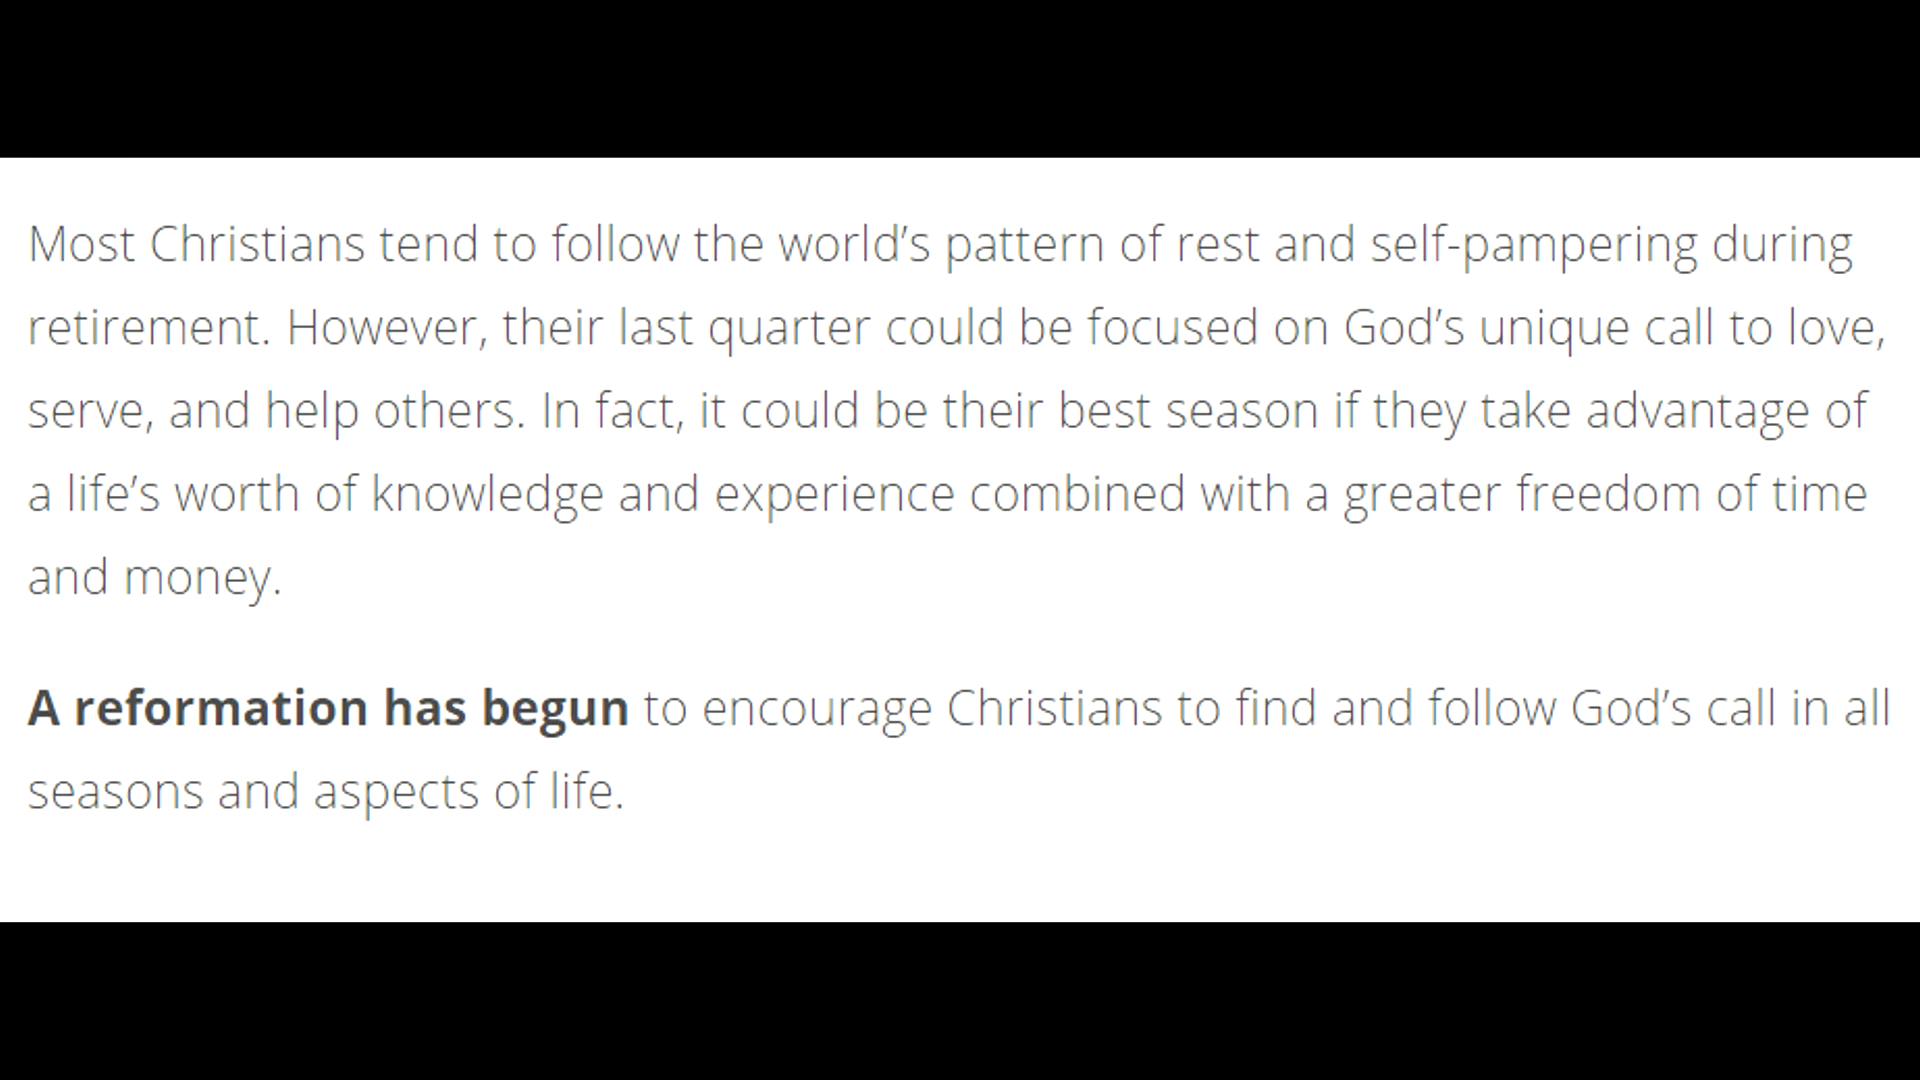 Most Christians tend to follow the world’s pattern of rest and self-pampering during
retirement. However, their last quarter could be focused on God’s unique call to love,
serve, and help others. In fact, it could be their best season if they take advantage of
a life’s worth of knowledge and experience combined with a greater freedom of time
and money.
A reformation has begun to encourage Christians to find and follow God’s call in all
seasons and aspects of life.